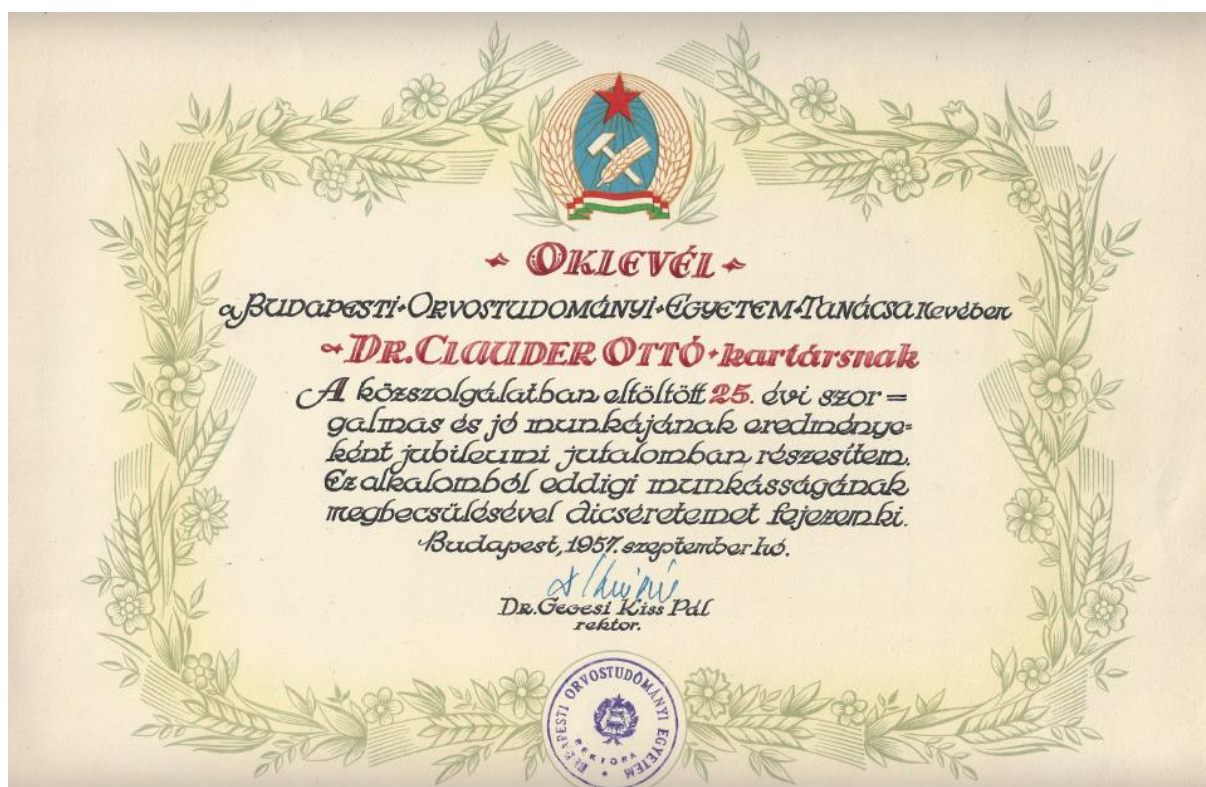 OKLEVÉL
a BUDAPESTI ORVOSTUDOMÁNYI EGYETEM TANÁCSA nevében
DR. CLAUDER OTTÓ kartársnak
A közszolgálatban eltöltött 25. évi szor=
galmas és jó munkájának eredménye=
ként jubileumi jutalomban részesítem.
Ez alkalomból eddigi munkásságának
megbecsülésével dicséretemet fejezem ki.
Budapest, 1957. szeptember hó.
DR. Gegesi Kiss Pál
rektor.
BUDAPESTI ORVOSTUDOMÁNYI EGYETEM
REKTORA